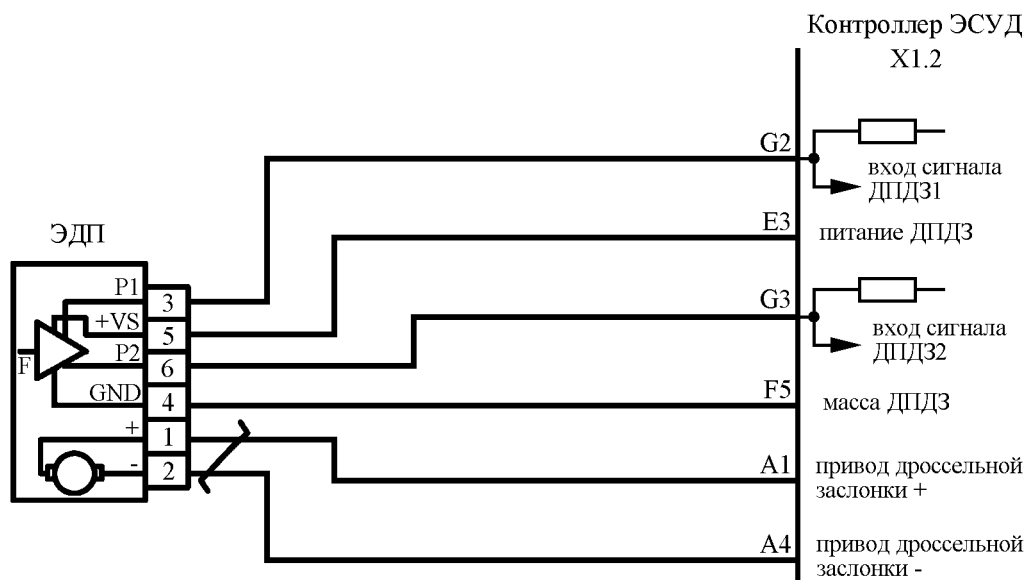 Контроллер ЭСУД
X1.2
G2
вход сигнала
ДПДЗ1
ЭДП
E3
питание ДПДЗ
P1
3
G3
+VS
5
вход сигнала
ДПДЗ2
F
P2
6
GND
4
F5
масса ДПДЗ
+
1
A1
привод дроссельной
заслонки +
-
2
A4
привод дроссельной
заслонки -